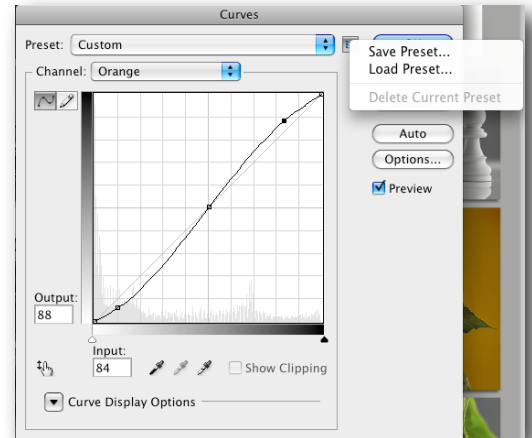 Curves
Preset: Custom
Save Preset...
Load Preset...
Delete Current Preset
Channel: Orange
Auto
Options...
Preview
Output:
88
Input:
84
Show Clipping
Curve Display Options